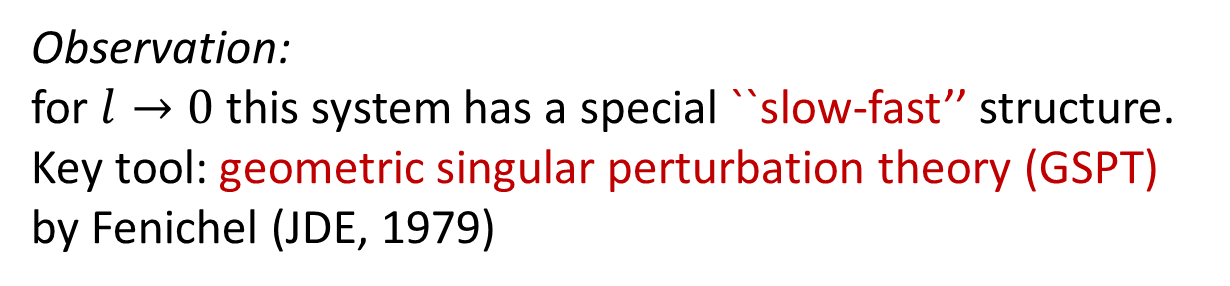 Observation:
for l → 0 this system has a special ``slow-fast’’ structure.
Key tool: geometric singular perturbation theory (GSPT)
by Fenichel (JDE, 1979)